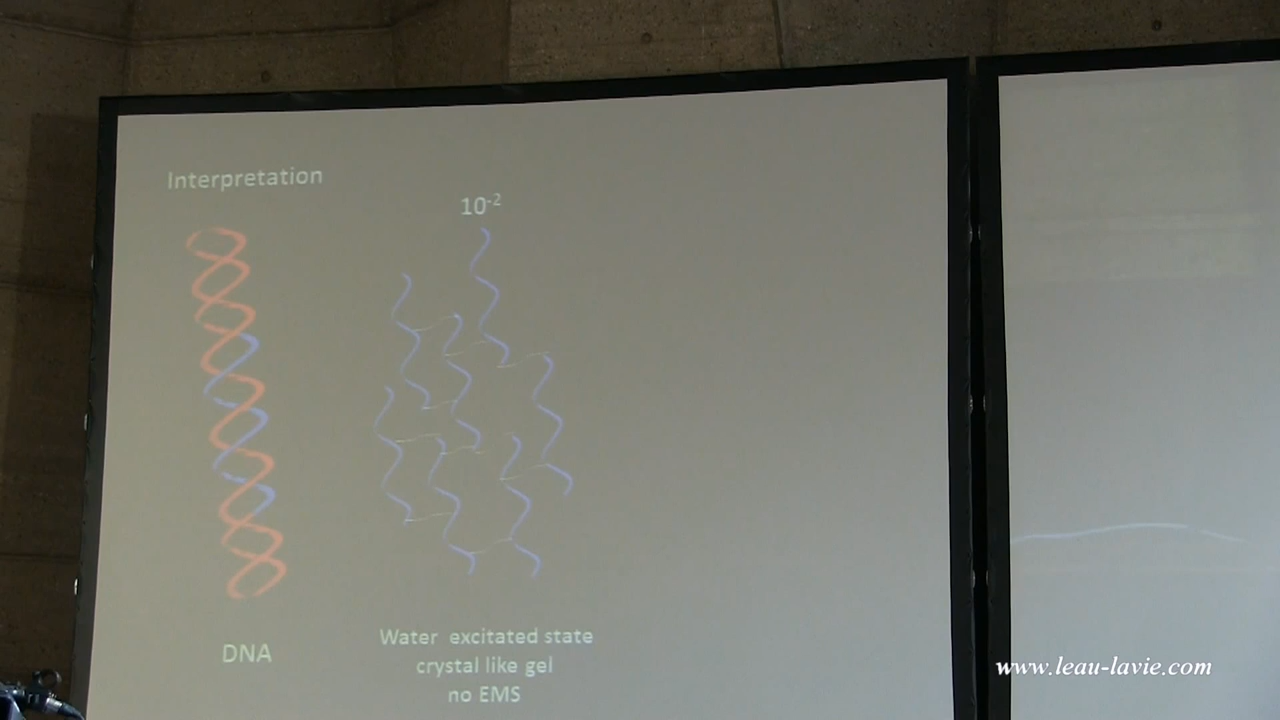 Interpretation
10-2
DNA
Water excitated state
crystal like gel
no EMS
www.leau-lavie.com